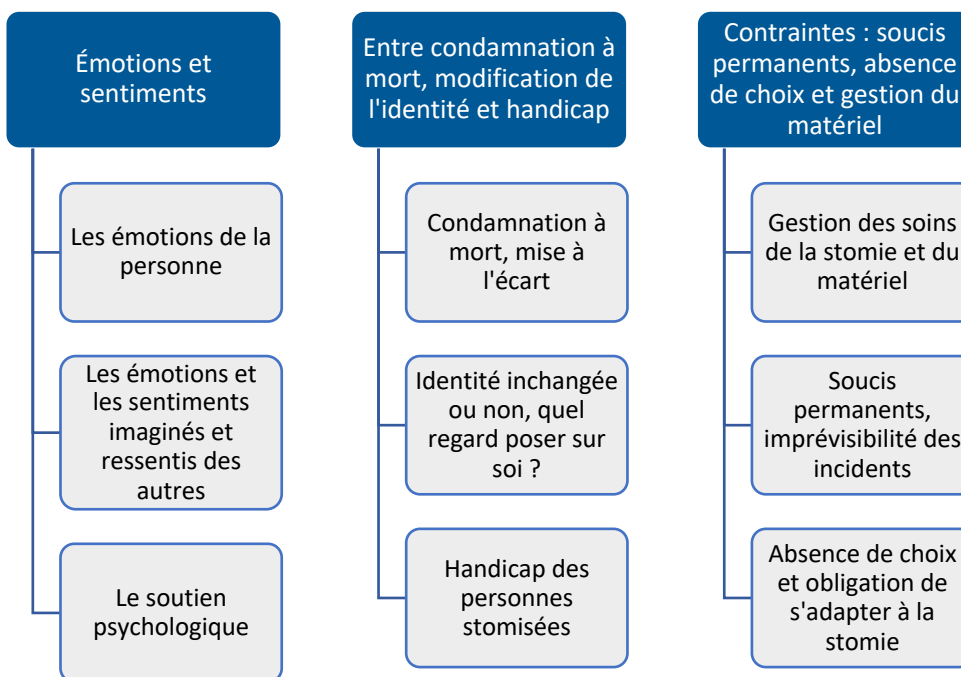 Émotions et
sentiments
Les émotions de la
personne
Les émotions et
les sentiments
imaginés et
ressentis des
autres
Le soutien
psychologique
Entre condamnation à
mort, modification de
l'identité et handicap
Condamnation à
mort, mise à
l'écart
Identité inchangée
ou non, quel
regard poser sur
soi ?
Handicap des
personnes
stomisées
Contraintes : soucis
permanents, absence
de choix et gestion du
matériel
Gestion des soins
de la stomie et du
matériel
Soucis
permanents,
imprévisibilité des
incidents
Absence de choix
et obligation de
s'adapter à la
stomie